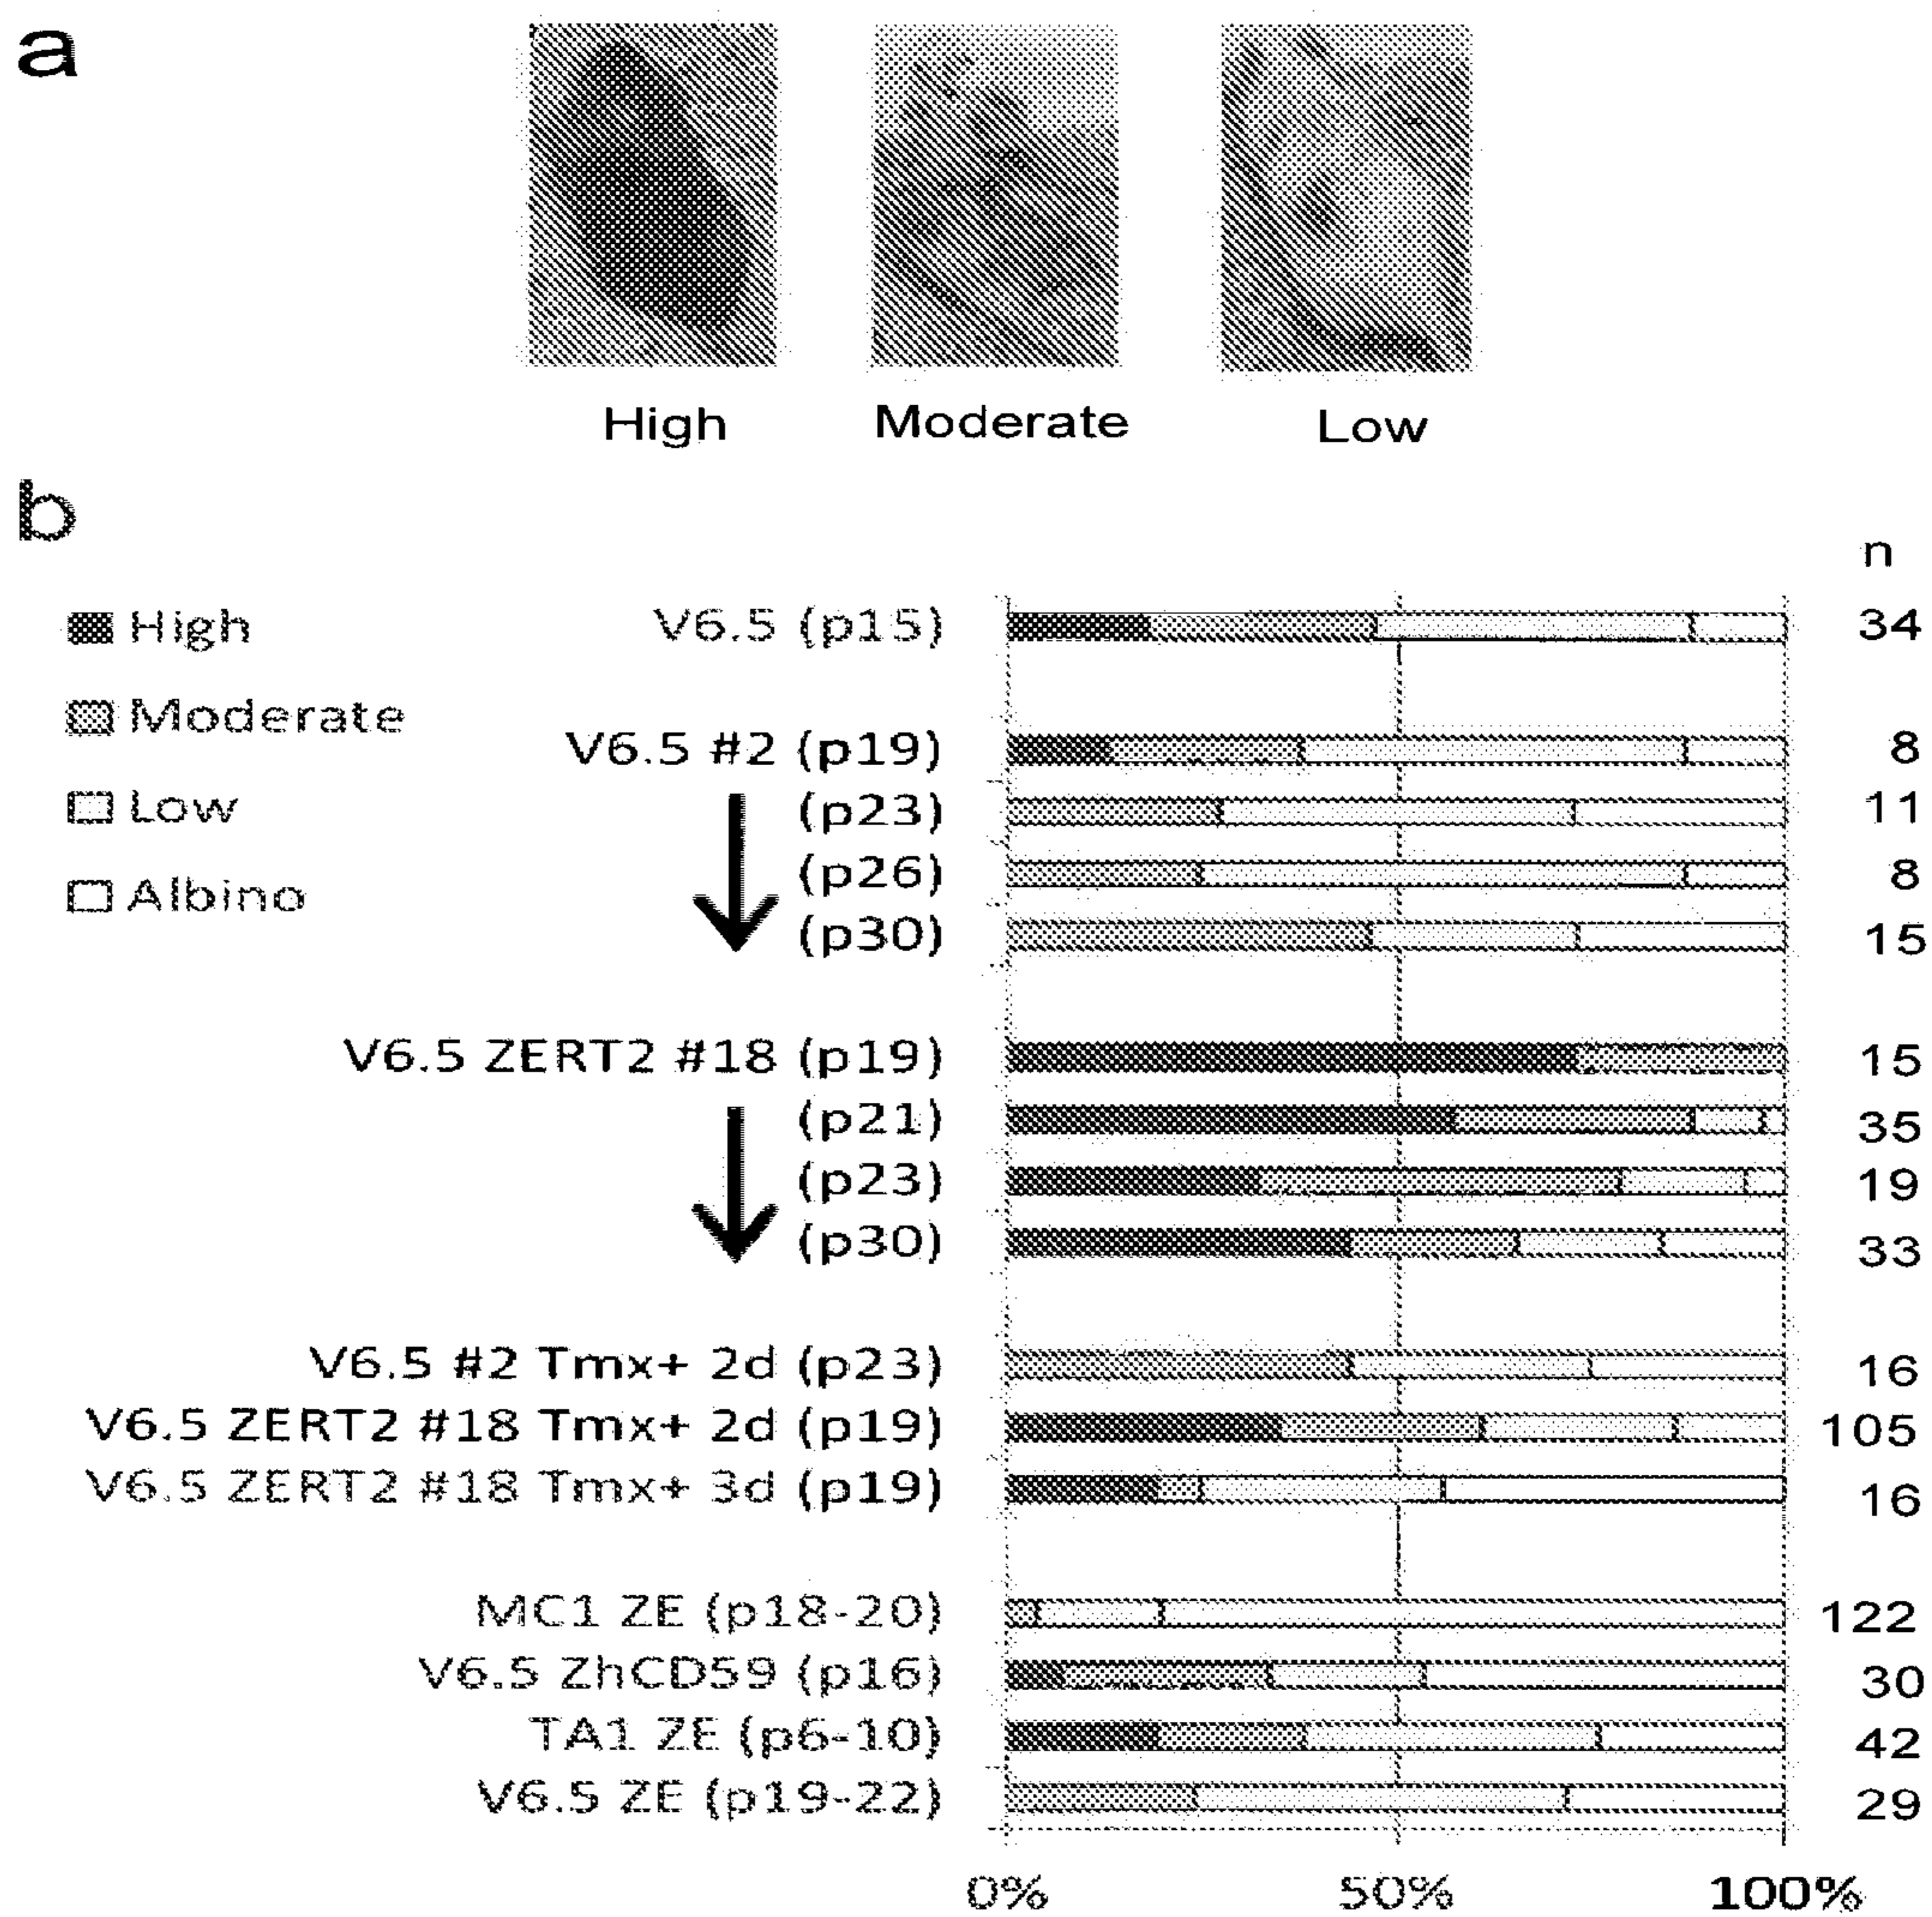 a
High Moderate Low
b
n
High
Moderate
Low
Albino
V6.5 (p15) 34
V6.5 #2 (p19) 8
(p23) 11
(p26) 8
(p30) 15
V6.5 ZERT2 #18 (p19) 15
(p21) 35
(p23) 19
(p30) 33
V6.5 #2 Tmx+ 2d (p23) 16
V6.5 ZERT2 #18 Tmx+ 2d (p19) 105
V6.5 ZERT2 #18 Tmx+ 3d (p19) 16
MC1 ZE (p18-20) 122
V6.5 ZhCD59 (p16) 30
TA1 ZE (p6-10) 42
V6.5 ZE (p19-22) 29
0% 50% 100%